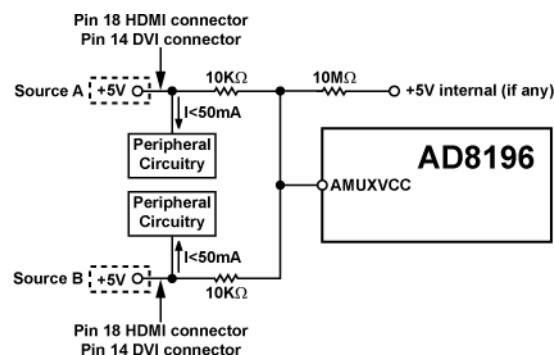 Pin 18 HDMI connector
Pin 14 DVI connector
Source A
+5V
10KΩ
10MΩ
+5V internal (if any)
I<50mA
Peripheral
Circuitry
AD8196
AMUXVCC
Peripheral
Circuitry
I<50mA
Source B
+5V
10KΩ
Pin 18 HDMI connector
Pin 14 DVI connector